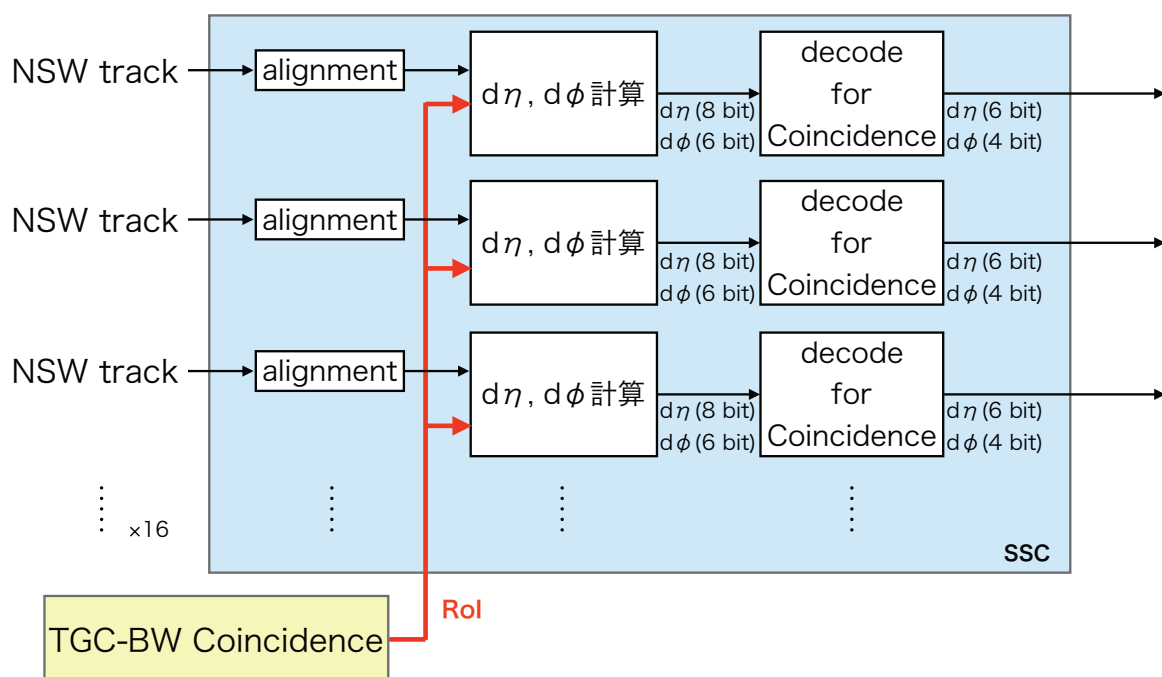 NSW track
alignment
dη, dφ計算
dη (8 bit)
dφ (6 bit)
decode
for
Coincidence
dη (6 bit)
dφ (4 bit)
NSW track
alignment
dη, dφ計算
dη (8 bit)
dφ (6 bit)
decode
for
Coincidence
dη (6 bit)
dφ (4 bit)
NSW track
alignment
dη, dφ計算
dη (8 bit)
dφ (6 bit)
decode
for
Coincidence
dη (6 bit)
dφ (4 bit)
×16
SSC
RoI
TGC-BW Coincidence